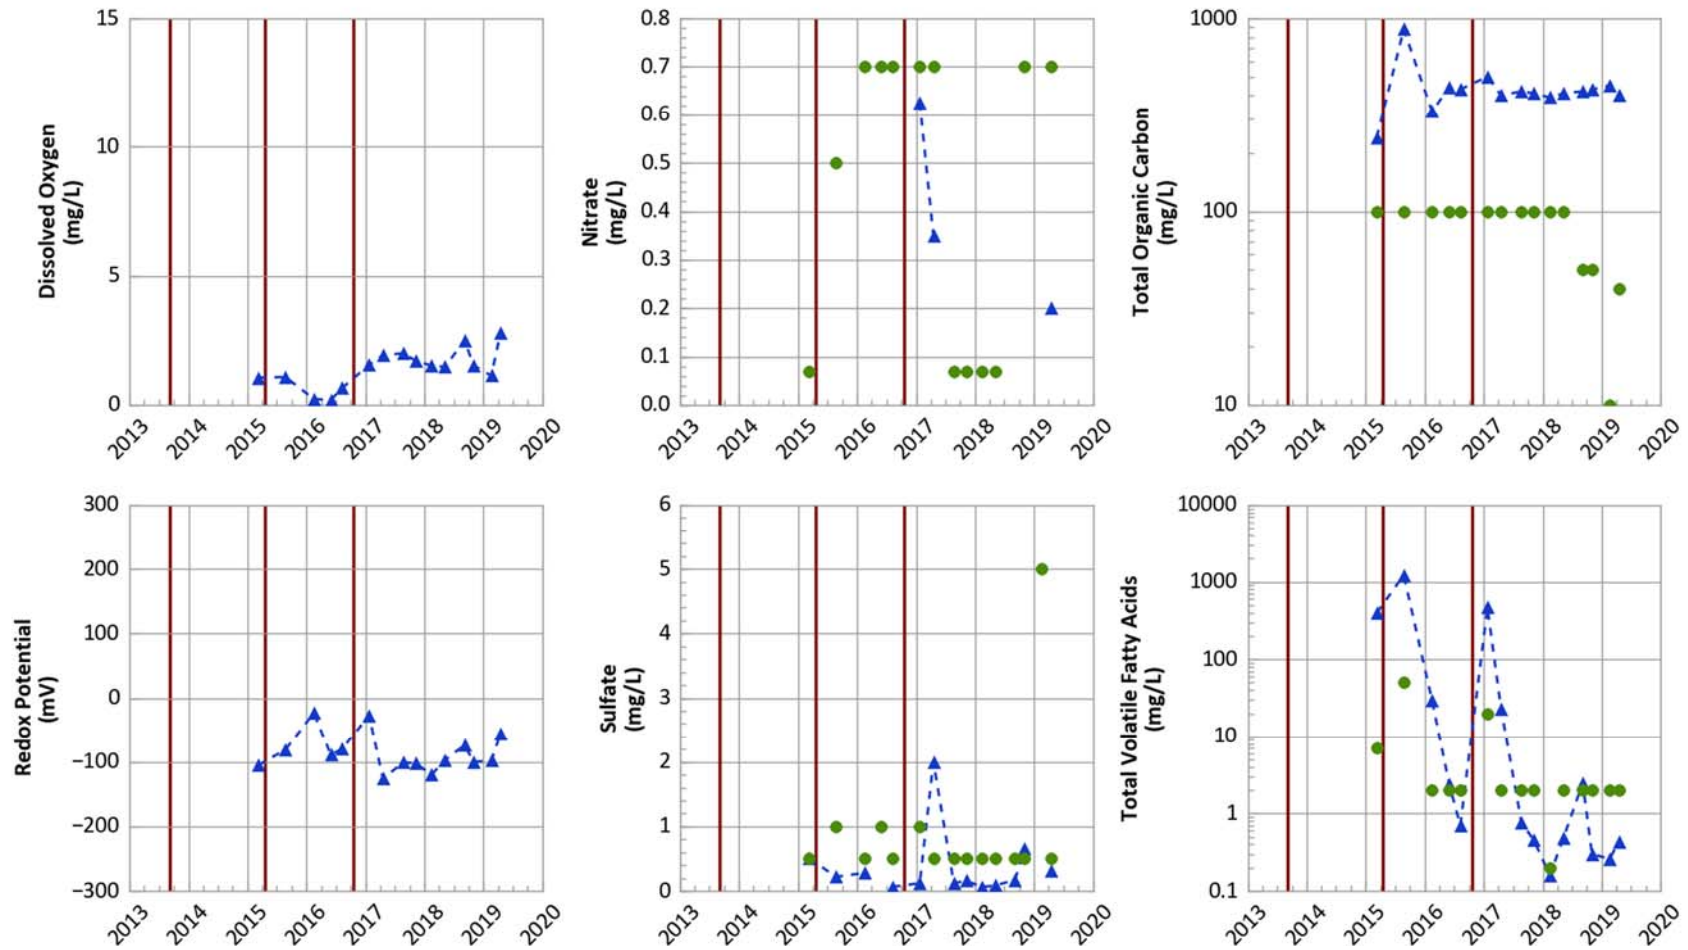 Dissolved Oxygen
(mg/L)
15
10
5
0
2013 2014 2015 2016 2017 2018 2019 2020
Nitrate
(mg/L)
0.8
0.7
0.6
0.5
0.4
0.3
0.2
0.1
0.0
2013 2014 2015 2016 2017 2018 2019 2020
Total Organic Carbon
(mg/L)
1000
100
10
2013 2014 2015 2016 2017 2018 2019 2020
Redox Potential
(mV)
300
200
100
0
−100
−200
−300
2013 2014 2015 2016 2017 2018 2019 2020
Sulfate
(mg/L)
6
5
4
3
2
1
0
2013 2014 2015 2016 2017 2018 2019 2020
Total Volatile Fatty Acids
(mg/L)
10000
1000
100
10
1
0.1
2013 2014 2015 2016 2017 2018 2019 2020